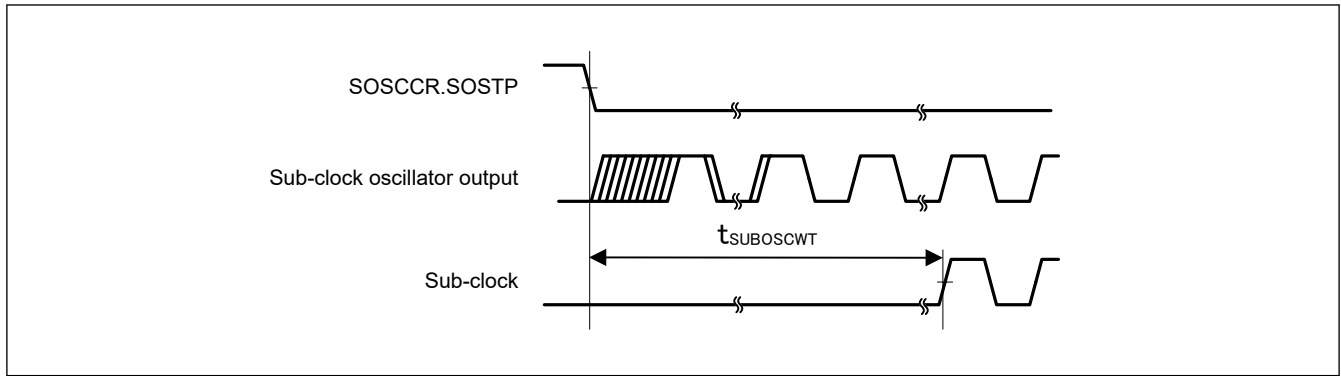 SOSCCR.SOSTP
Sub-clock oscillator output
tSUBOSCWT
Sub-clock